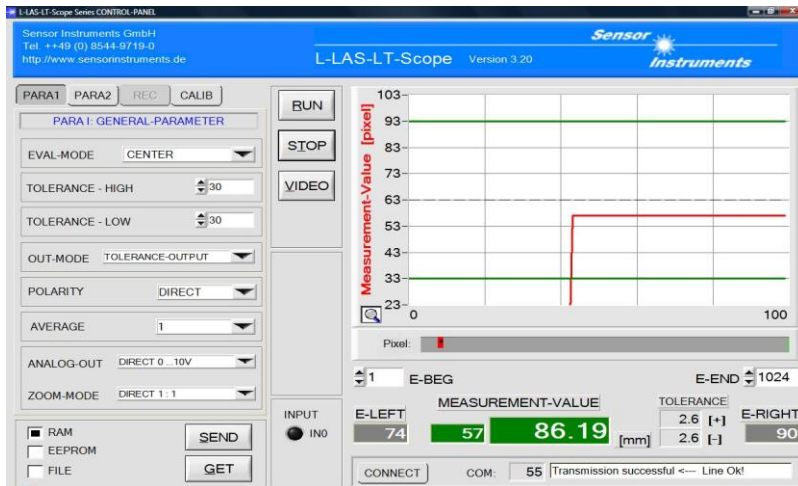 L-LAS-LT-Scope Series CONTROL-PANEL
Sensor Instruments GmbH
Tel. ++49 (0) 8544-9719-0
http://www.sensorinstruments.de
L-LAS-LT-Scope Version 3.20
Sensor
Instruments
PARA1 PARA2 REC CALIB
PARA I: GENERAL-PARAMETER
EVAL-MODE CENTER
TOLERANCE - HIGH 30
TOLERANCE - LOW 30
OUT-MODE TOLERANCE-OUTPUT
POLARITY DIRECT
AVERAGE 1
ANALOG-OUT DIRECT 0 ...10V
ZOOM-MODE DIRECT 1 : 1
RAM
EEPROM
FILE
SEND
GET
RUN
STOP
VIDEO
INPUT
IN0
Measurement-Value [pixel]
103
93
83
73
63
53
43
33
23
0 100
Pixel:
1 E-BEG E-END 1024
MEASUREMENT-VALUE TOLERANCE
E-LEFT E-RIGHT
74 57 86.19 [mm] 90
2.6 [+]
2.6 [-]
CONNECT COM: 55 Transmission successful <--- Line Ok!